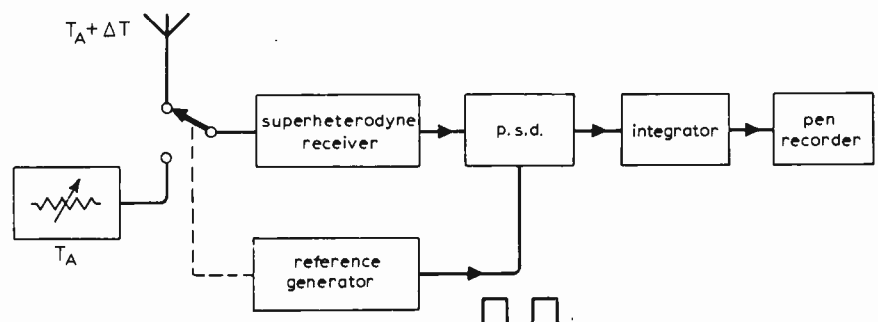 T_A + ΔT
superheterodyne
receiver
p.s.d.
integrator
pen
recorder
T_A
reference
generator